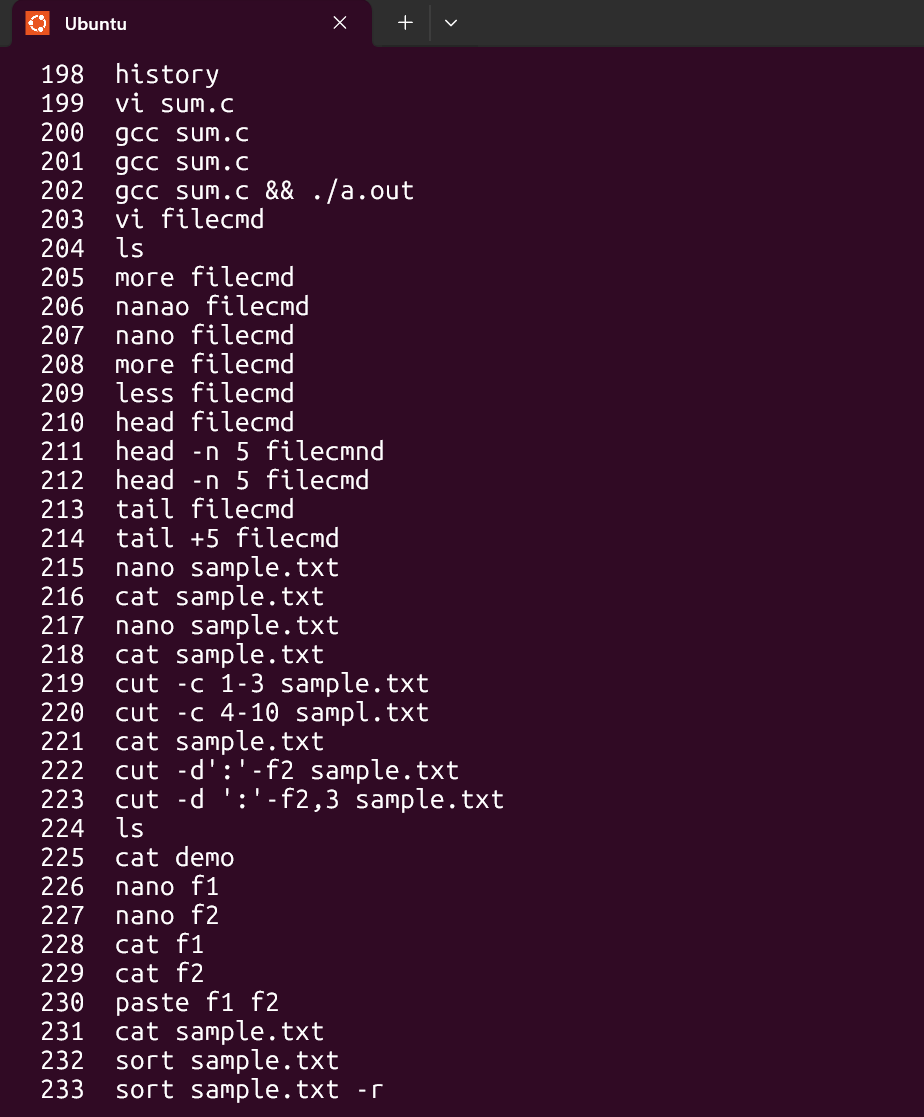 Ubuntu
198 history
199 vi sum.c
200 gcc sum.c
201 gcc sum.c
202 gcc sum.c && ./a.out
203 vi filecmd
204 ls
205 more filecmd
206 nanao filecmd
207 nano filecmd
208 more filecmd
209 less filecmd
210 head filecmd
211 head -n 5 filecmnd
212 head -n 5 filecmd
213 tail filecmd
214 tail +5 filecmd
215 nano sample.txt
216 cat sample.txt
217 nano sample.txt
218 cat sample.txt
219 cut -c 1-3 sample.txt
220 cut -c 4-10 sampl.txt
221 cat sample.txt
222 cut -d':'-f2 sample.txt
223 cut -d ':'-f2,3 sample.txt
224 ls
225 cat demo
226 nano f1
227 nano f2
228 cat f1
229 cat f2
230 paste f1 f2
231 cat sample.txt
232 sort sample.txt
233 sort sample.txt -r